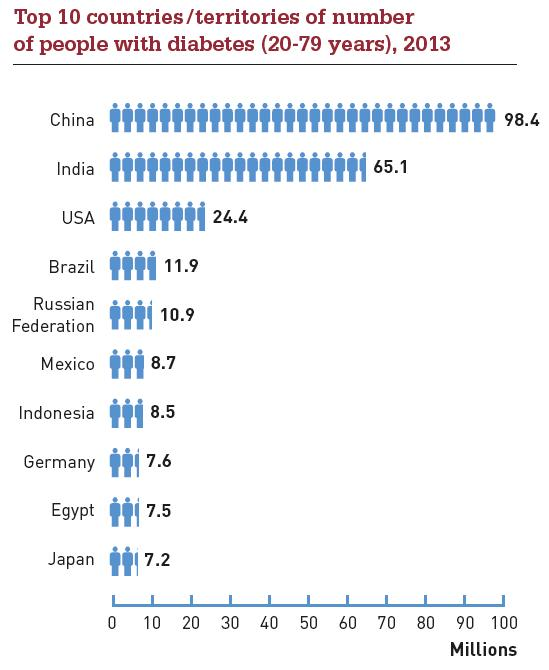 Top 10 countries/territories of number
of people with diabetes (20-79 years), 2013
China 98.4
India 65.1
USA 24.4
Brazil 11.9
Russian
Federation 10.9
Mexico 8.7
Indonesia 8.5
Germany 7.6
Egypt 7.5
Japan 7.2
0 10 20 30 40 50 60 70 80 90 100
Millions